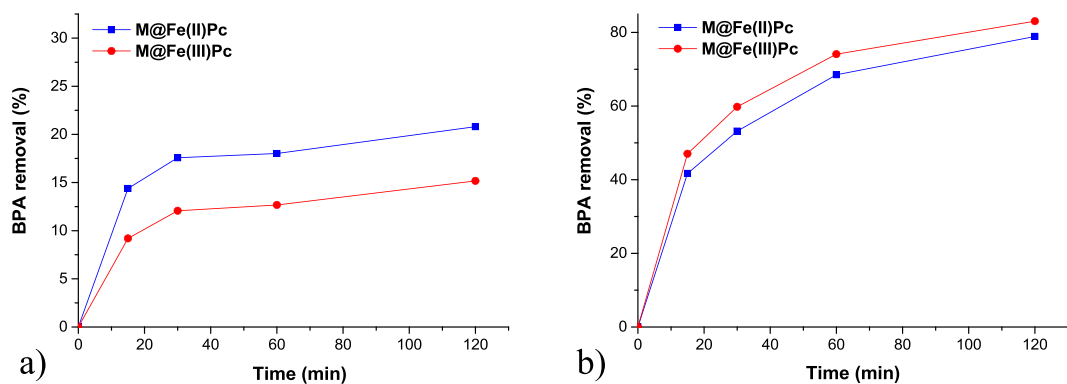 M@Fe(II)Pc
M@Fe(III)Pc
30
25
20
15
10
5
0
BPA removal (%)
0 20 40 60 80 100 120
Time (min)
a)
M@Fe(II)Pc
M@Fe(III)Pc
80
60
40
20
0
BPA removal (%)
0 20 40 60 80 100 120
Time (min)
b)